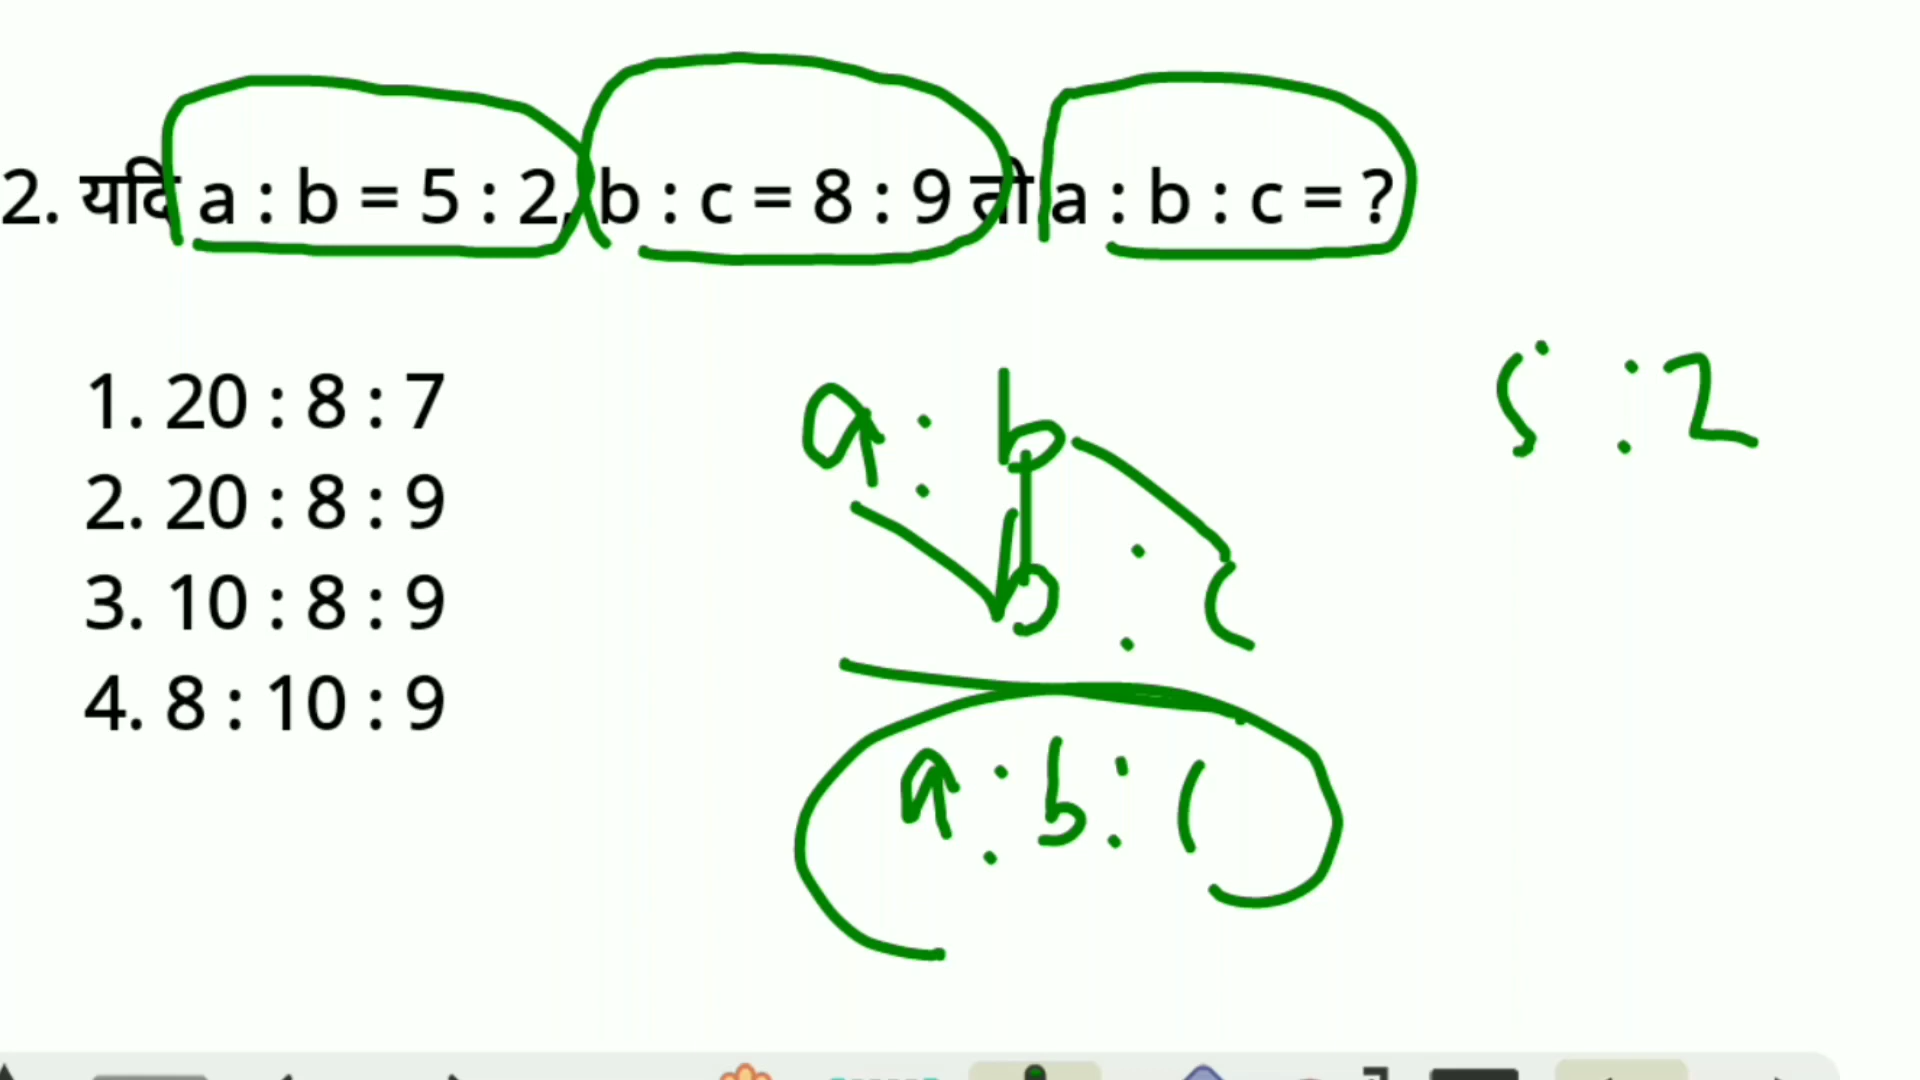 2. यदि a : b = 5 : 2, b : c = 8 : 9 तो a : b : c = ?
1. 20 : 8 : 7
2. 20 : 8 : 9
3. 10 : 8 : 9
4. 8 : 10 : 9
a : b
b : c
a : b : c
5 : 2